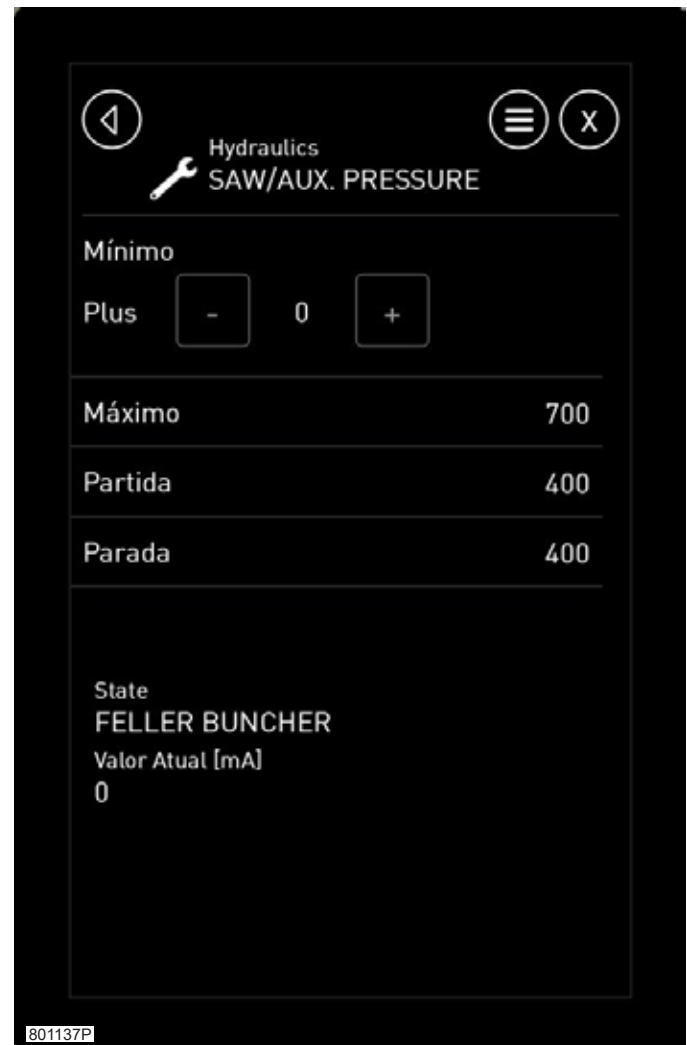 X
Hydraulics
SAW/AUX. PRESSURE
Mínimo
Plus - 0 +
Máximo 700
Partida 400
Parada 400
State
FELLER BUNCHER
Valor Atual [mA]
0
801137P